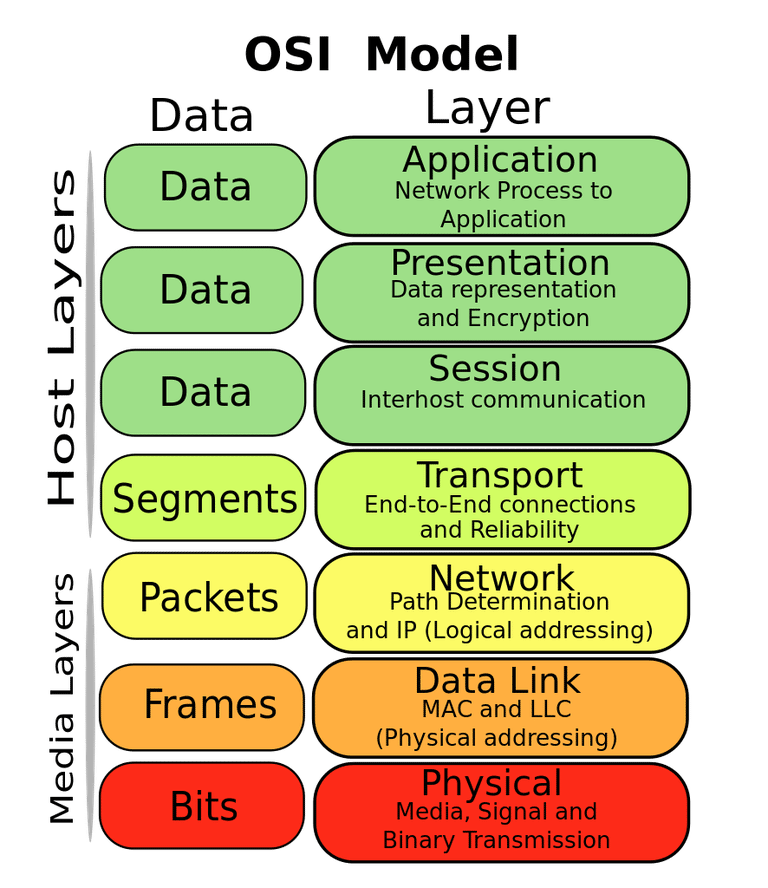 OSI Model
Data
Layer
Host Layers
Data
Application
Network Process to
Application
Data
Presentation
Data representation
and Encryption
Data
Session
Interhost communication
Segments
Transport
End-to-End connections
and Reliability
Media Layers
Packets
Network
Path Determination
and IP (Logical addressing)
Frames
Data Link
MAC and LLC
(Physical addressing)
Bits
Physical
Media, Signal and
Binary Transmission